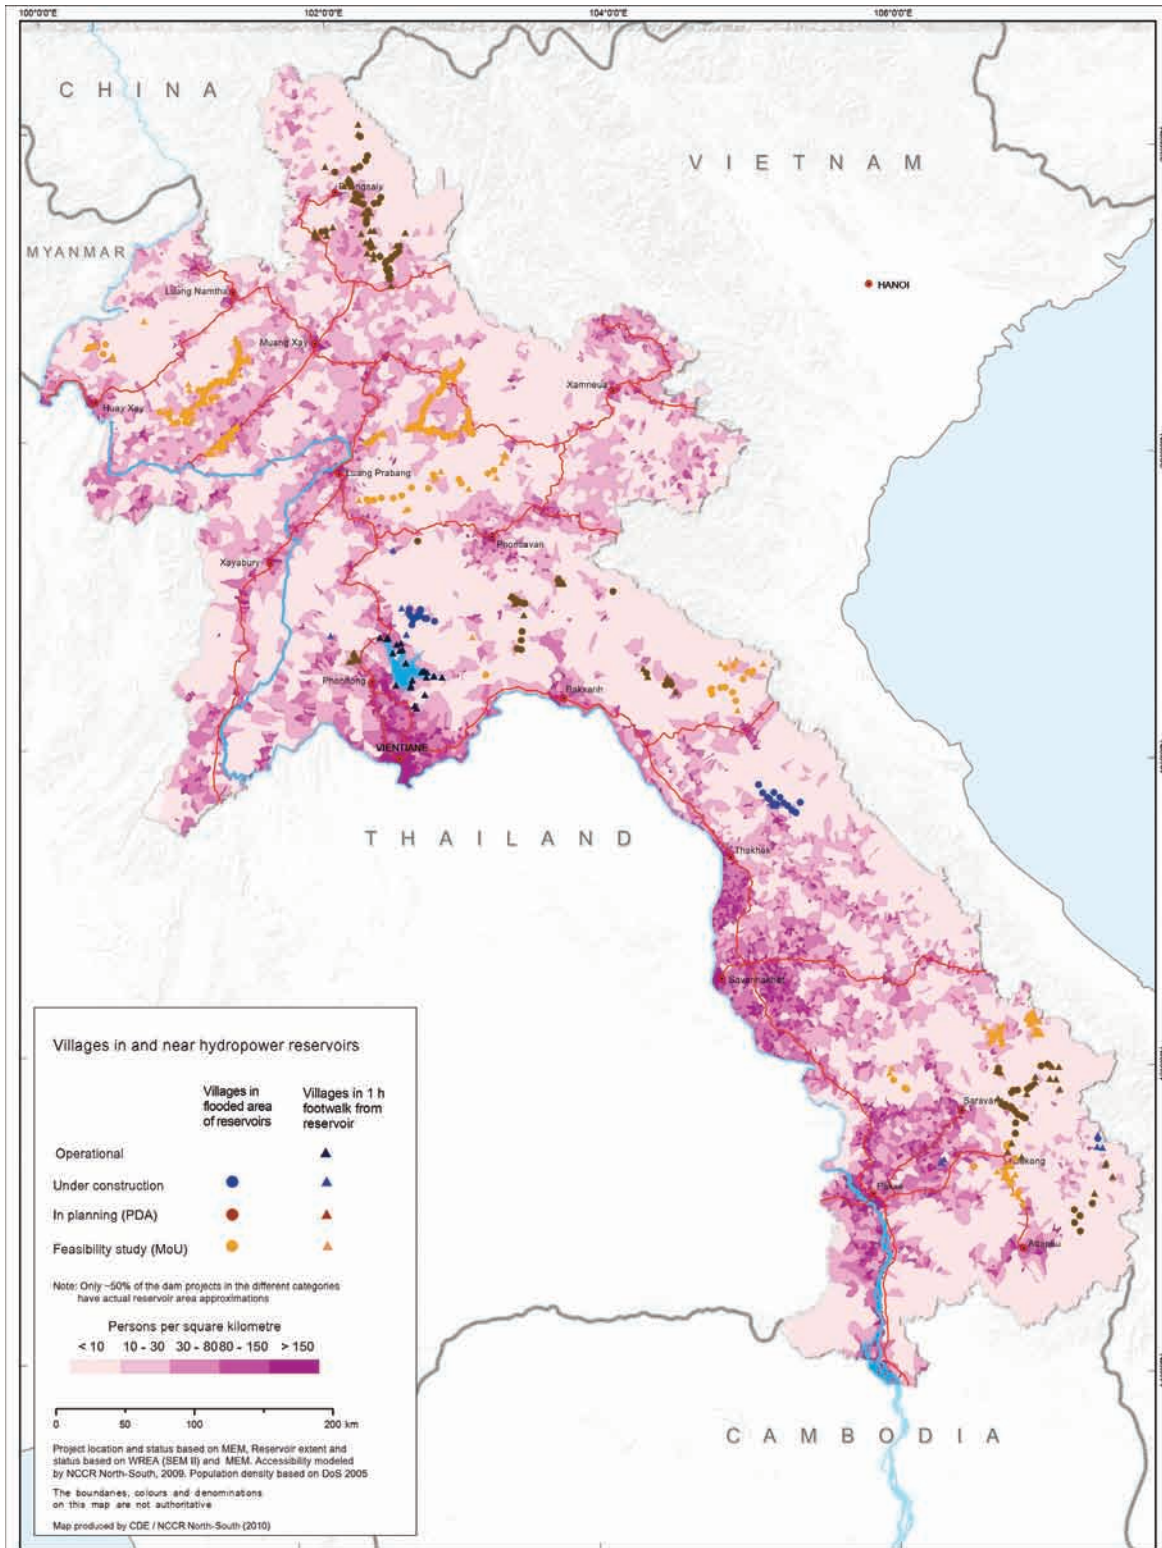 100°0'0"E 102°0'0"E 104°0'0"E 106°0'0"E
CHINA
VIETNAM
MYANMAR
HANOI
Luang Namtha
Muang Xay
Xamneua
Huay Xay
Luang Prabang
Phonsavan
Xayabury
Phonhong
Pakxanh
VIENTIANE
THAILAND
Thakhek
Savannakhet
Saravan
Sekong
Pakse
Attapeu
CAMBODIA
Villages in and near hydropower reservoirs
Villages in flooded area of reservoirs
Villages in 1 h footwalk from reservoir
Operational
Under construction
In planning (PDA)
Feasibility study (MoU)
Note: Only ~50% of the dam projects in the different categories
have actual reservoir area approximations
Persons per square kilometre
< 10 10 - 30 30 - 80 80 - 150 > 150
0 50 100 200 km
Project location and status based on MEM, Reservoir extent and
status based on WREA (SEM II) and MEM. Accessibility modeled
by NCCR North-South, 2009. Population density based on DoS 2005
The boundaries, colours and denominations
on this map are not authoritative
Map produced by CDE / NCCR North-South (2010)